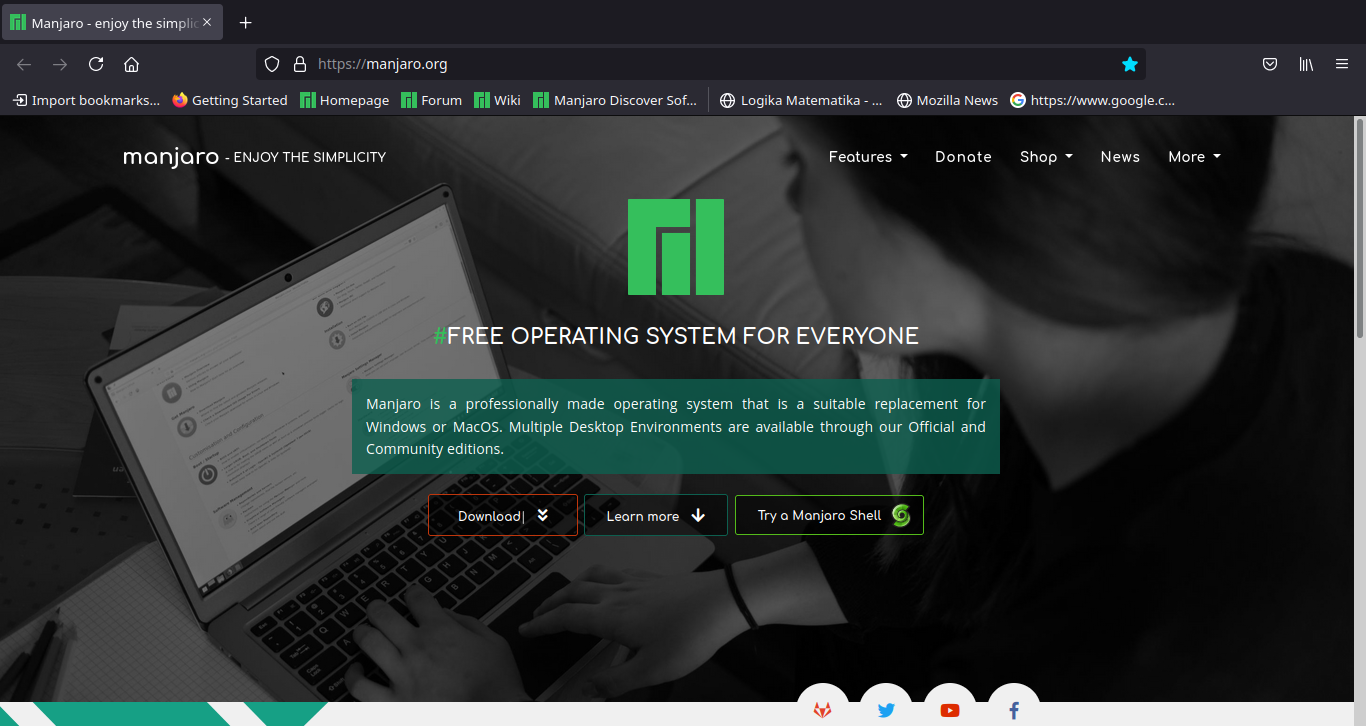 Manjaro - enjoy the simplic
https://manjaro.org
Import bookmarks... Getting Started Homepage Forum Wiki Manjaro Discover Sof... Logika Matematika - ... Mozilla News https://www.google.c...
manjaro - ENJOY THE SIMPLICITY Features Donate Shop News More
#FREE OPERATING SYSTEM FOR EVERYONE
Manjaro is a professionally made operating system that is a suitable replacement for
Windows or MacOS. Multiple Desktop Environments are available through our Official and
Community editions.
Download| Learn more Try a Manjaro Shell